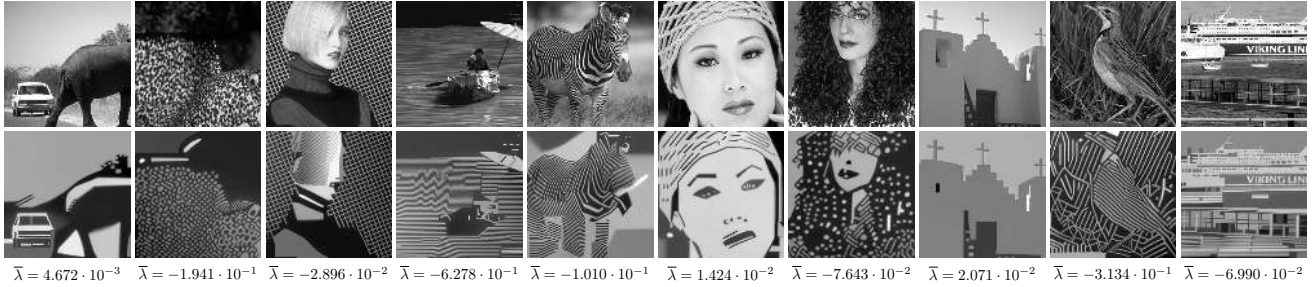 VIKING LINE
VIKING LIN
λ̅ = 4.672 · 10⁻³
λ̅ = −1.941 · 10⁻¹
λ̅ = −2.896 · 10⁻²
λ̅ = −6.278 · 10⁻¹
λ̅ = −1.010 · 10⁻¹
λ̅ = 1.424 · 10⁻²
λ̅ = −7.643 · 10⁻²
λ̅ = 2.071 · 10⁻²
λ̅ = −3.134 · 10⁻¹
λ̅ = −6.990 · 10⁻²